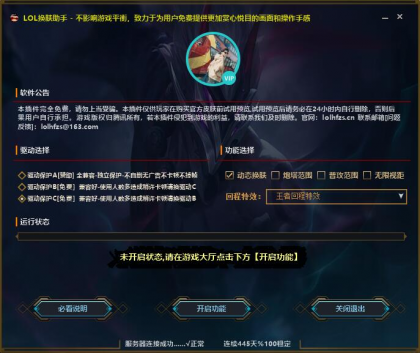 LOL换肤助手 - 不影响游戏平衡，致力于为用户免费提供更加赏心悦目的画面和操作手感
VIP
软件公告
本插件完全免费，请勿上当受骗。本插件仅供玩家在购买官方皮肤前试用预览,试用预览后请务必在24小时内自行删除，否则后
果用户自行承担。游戏版权归腾讯所有，若本插件侵犯到游戏的利益，请联系我们及时删除。官网：lolhfzs.cn 联系邮箱[问题
反馈]：lolhfzs@163.com
驱动选择
功能选择
驱动保护A[赞助] 全兼容-独立保护-不自删无广告不卡顿不掉帧
驱动保护B[免费] 兼容好-使用人数多造成稍许卡顿请换驱动C
驱动保护C[免费] 兼容好-使用人数多造成稍许卡顿请换驱动B
动态换肤 炮塔范围 普攻范围 无限视距
回程特效： 王者回程特效
运行状态
未开启状态,请在游戏大厅点击下方【开启功能】
必看说明 开启功能 关闭退出
服务器连接成功……√正常 连续445天%100稳定